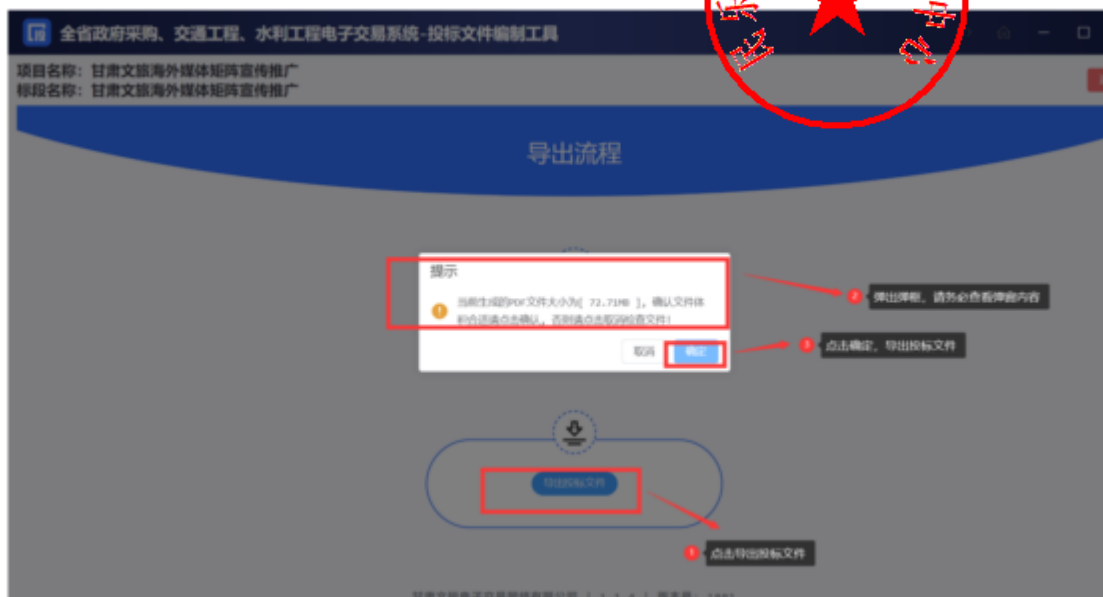 投 全省政府采购、交通工程、水利工程电子交易系统-投标文件编制工具
项目名称：甘肃文旅海外媒体矩阵宣传推广
标段名称：甘肃文旅海外媒体矩阵宣传推广
导出流程
提示
当前生成的PDF文件大小为[ 72.71MB ]，确认文件体
积合适请点击确认，否则请点击取消检查文件！
取消 确定
2 弹出弹框，请务必查看弹窗内容
3 点击确定，导出投标文件
导出投标文件
1 点击导出投标文件